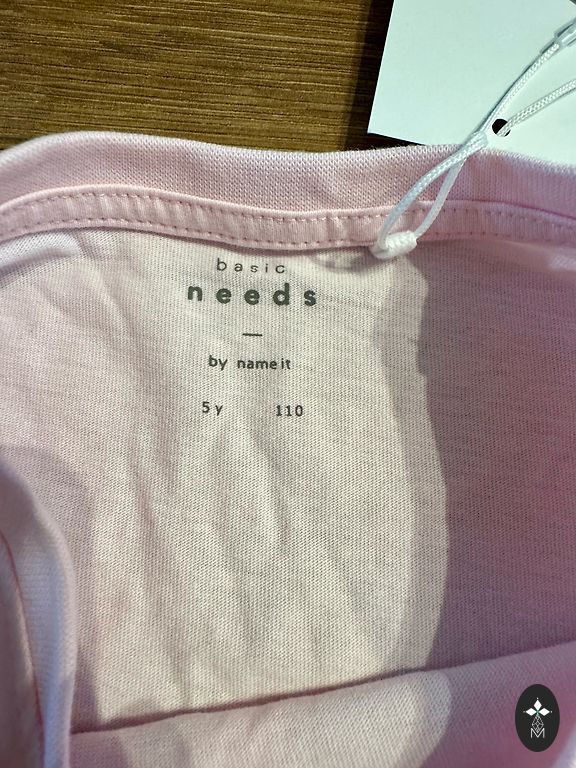 basic
needs
by name it
5 y 110
M